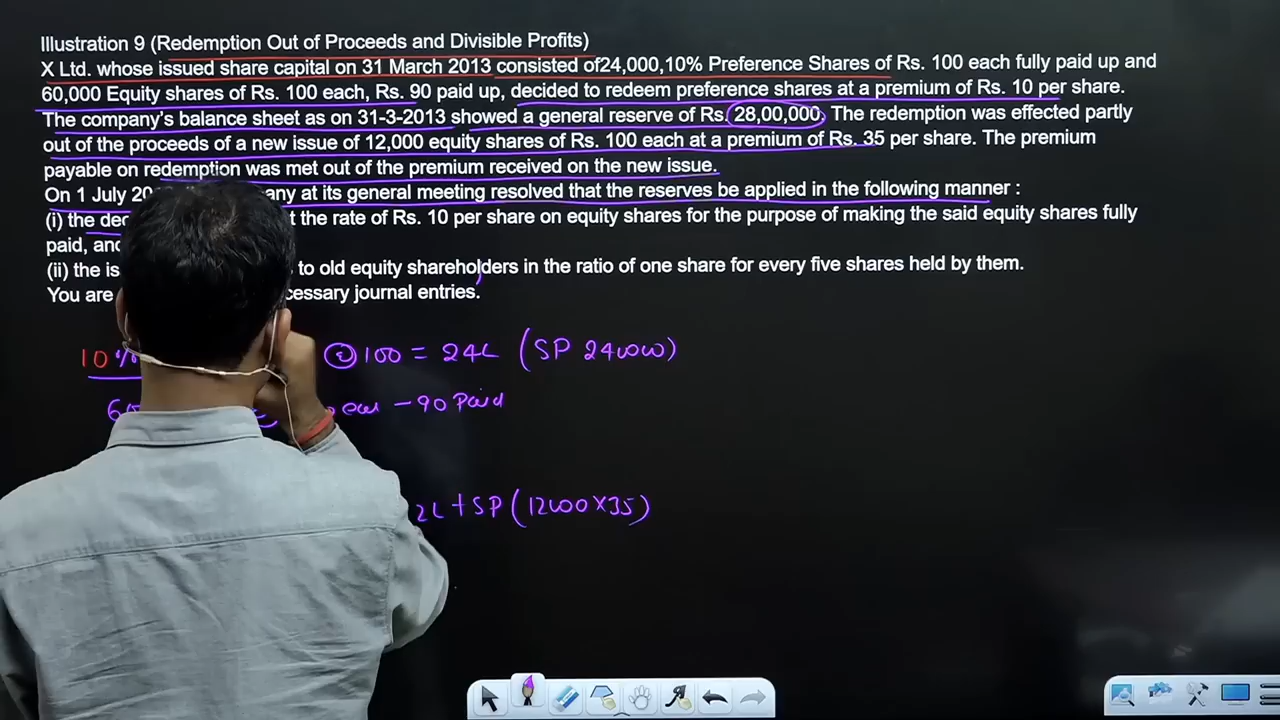 Illustration 9 (Redemption Out of Proceeds and Divisible Profits)
X Ltd. whose issued share capital on 31 March 2013 consisted of24,000,10% Preference Shares of Rs. 100 each fully paid up and
60,000 Equity shares of Rs. 100 each, Rs. 90 paid up, decided to redeem preference shares at a premium of Rs. 10 per share.
The company's balance sheet as on 31-3-2013 showed a general reserve of Rs. 28,00,000. The redemption was effected partly
out of the proceeds of a new issue of 12,000 equity shares of Rs. 100 each at a premium of Rs. 35 per share. The premium
payable on redemption was met out of the premium received on the new issue.
On 1 July at its general meeting resolved that the reserves be applied in the following manner :
(i) the the rate of Rs. 10 per share on equity shares for the purpose of making the said equity shares fully
paid,
(ii) the to old equity shareholders in the ratio of one share for every five shares held by them.
You are journal entries.
10% @ 100 = 24L (SP 24000)
- 90 Paid
2L + SP (12000 x 35)